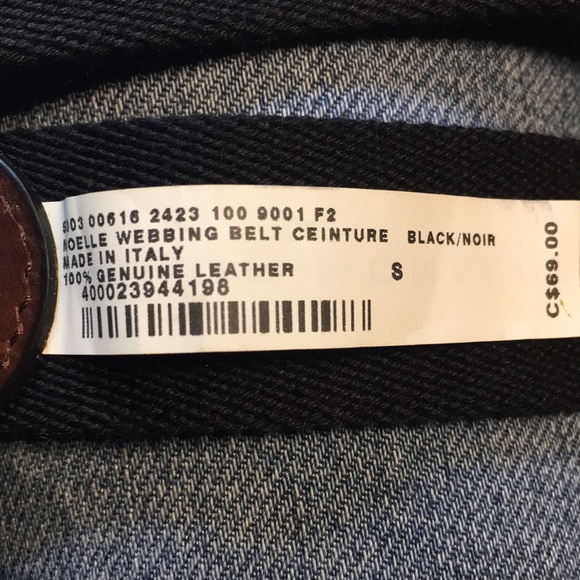 5903 00616 2423 100 9001 F2
NOELLE WEBBING BELT CEINTURE BLACK/NOIR
MADE IN ITALY
100% GENUINE LEATHER S
400023944198
C$69.00